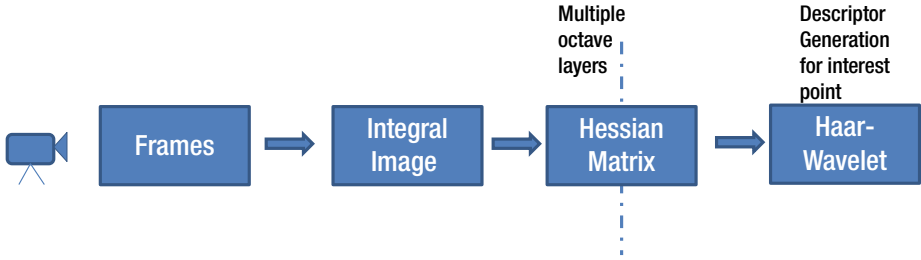 Multiple
octave
layers
Descriptor
Generation
for interest
point
Frames
Integral
Image
Hessian
Matrix
Haar-
Wavelet